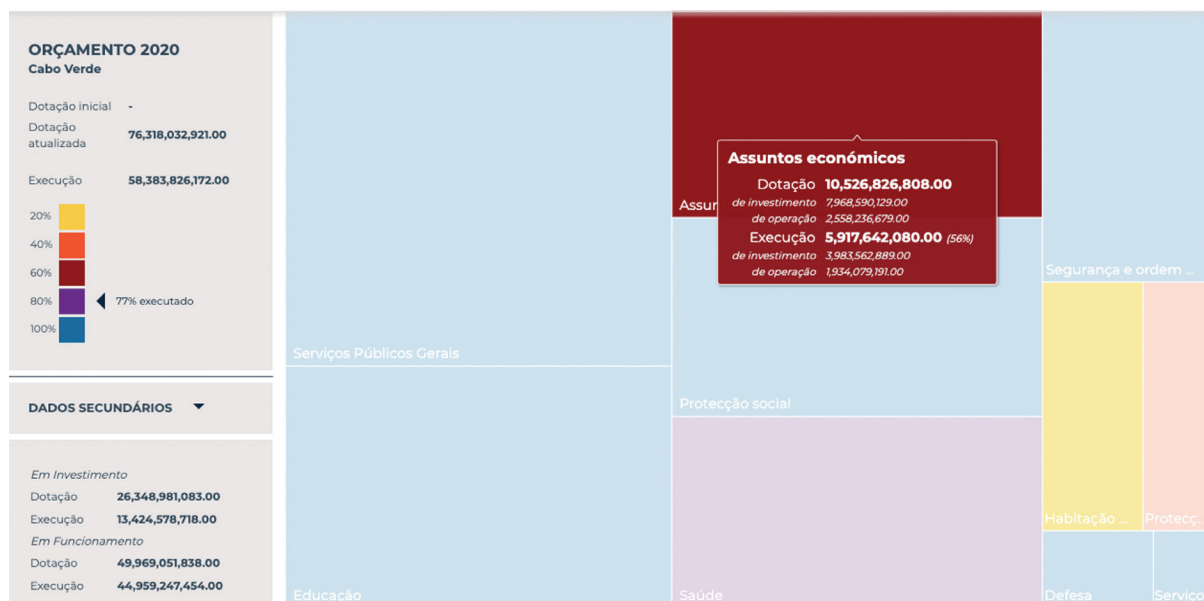 ORÇAMENTO 2020
Cabo Verde
Dotação inicial -
Dotação
atualizada 76,318,032,921.00
Execução 58,383,826,172.00
20%
40%
60%
80% 77% executado
100%
DADOS SECUNDÁRIOS
Em Investimento
Dotação 26,348,981,083.00
Execução 13,424,578,718.00
Em Funcionamento
Dotação 49,969,051,838.00
Execução 44,959,247,454.00
Serviços Públicos Gerais
Educação
Assun
Assuntos económicos
Dotação 10,526,826,808.00
de investimento 7,968,590,129.00
de operação 2,558,236,679.00
Execução 5,917,642,080.00 (56%)
de investimento 3,983,562,889.00
de operação 1,934,079,191.00
Protecção social
Saúde
Segurança e ordem ...
Habitação ...
Protecç...
Defesa
Serviço